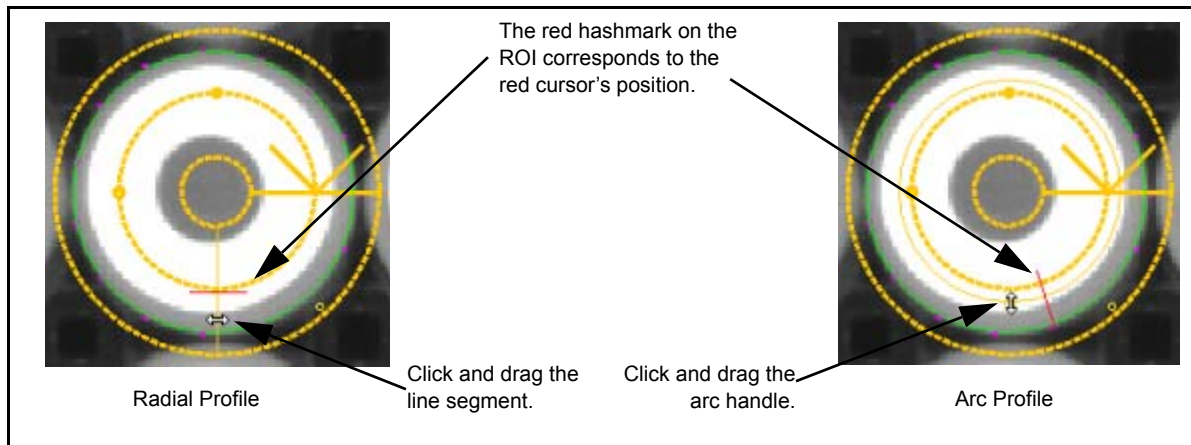 The red hashmark on the
ROI corresponds to the
red cursor's position.
Click and drag the
line segment.
Click and drag the
arc handle.
Radial Profile
Arc Profile